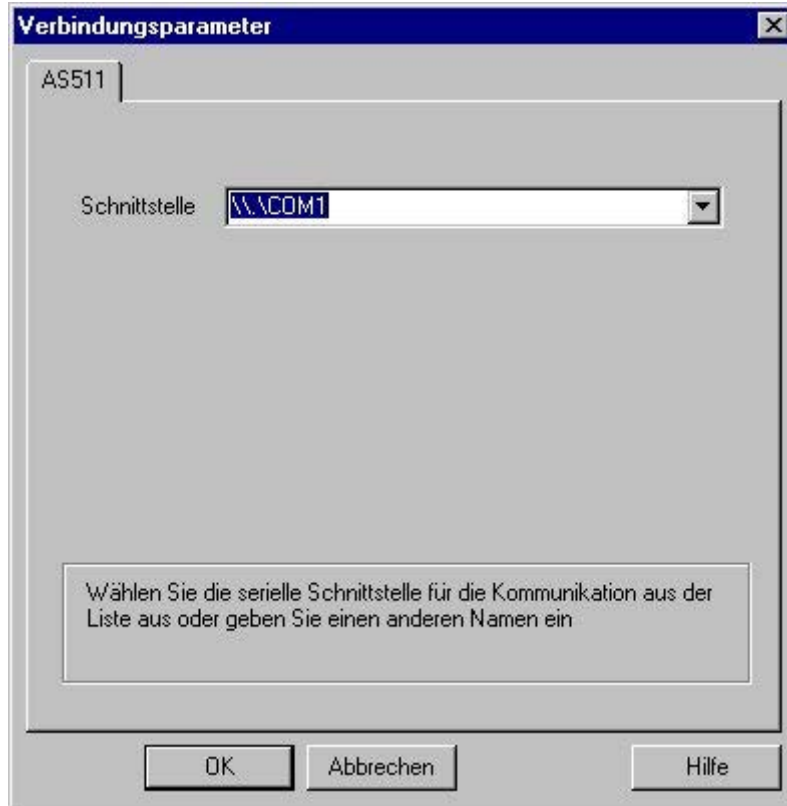 Verbindungsparameter
AS511
Schnittstelle \\.\COM1
Wählen Sie die serielle Schnittstelle für die Kommunikation aus der
Liste aus oder geben Sie einen anderen Namen ein
OK Abbrechen Hilfe